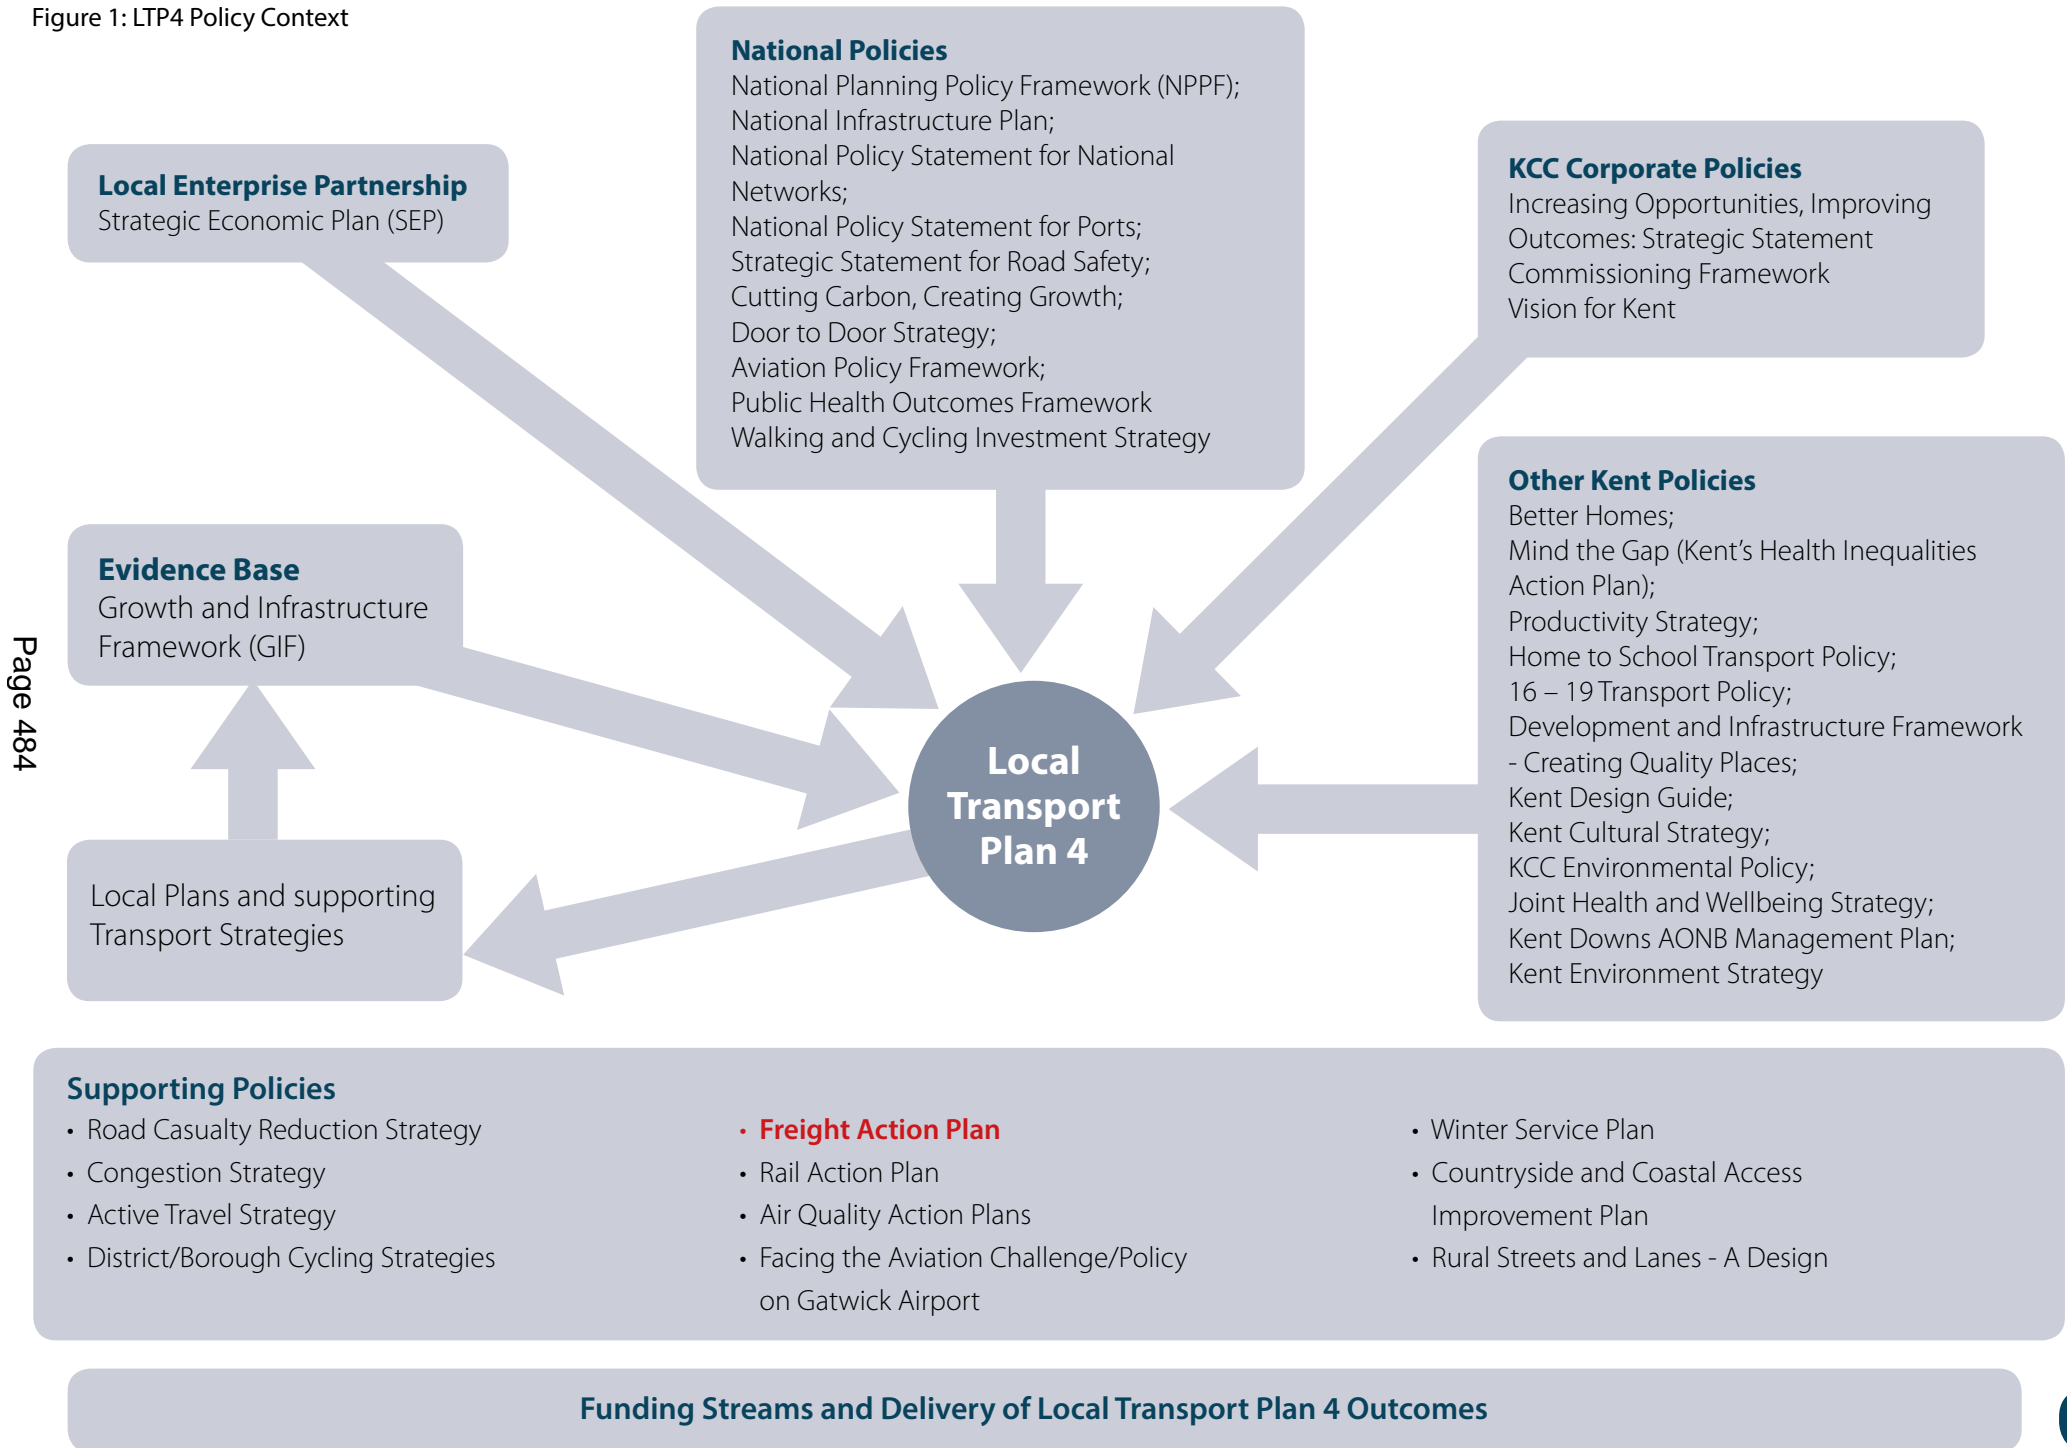 Figure 1: LTP4 Policy Context
National Policies
National Planning Policy Framework (NPPF);
National Infrastructure Plan;
National Policy Statement for National
Networks;
National Policy Statement for Ports;
Strategic Statement for Road Safety;
Cutting Carbon, Creating Growth;
Door to Door Strategy;
Aviation Policy Framework;
Public Health Outcomes Framework
Walking and Cycling Investment Strategy
Local Enterprise Partnership
Strategic Economic Plan (SEP)
KCC Corporate Policies
Increasing Opportunities, Improving
Outcomes: Strategic Statement
Commissioning Framework
Vision for Kent
Evidence Base
Growth and Infrastructure
Framework (GIF)
Other Kent Policies
Better Homes;
Mind the Gap (Kent’s Health Inequalities
Action Plan);
Productivity Strategy;
Home to School Transport Policy;
16 – 19 Transport Policy;
Development and Infrastructure Framework
- Creating Quality Places;
Kent Design Guide;
Kent Cultural Strategy;
KCC Environmental Policy;
Joint Health and Wellbeing Strategy;
Kent Downs AONB Management Plan;
Kent Environment Strategy
Local
Transport
Plan 4
Local Plans and supporting
Transport Strategies
Page 484
Supporting Policies
• Road Casualty Reduction Strategy
• Congestion Strategy
• Active Travel Strategy
• District/Borough Cycling Strategies
• Freight Action Plan
• Rail Action Plan
• Air Quality Action Plans
• Facing the Aviation Challenge/Policy
on Gatwick Airport
• Winter Service Plan
• Countryside and Coastal Access
Improvement Plan
• Rural Streets and Lanes - A Design
Funding Streams and Delivery of Local Transport Plan 4 Outcomes